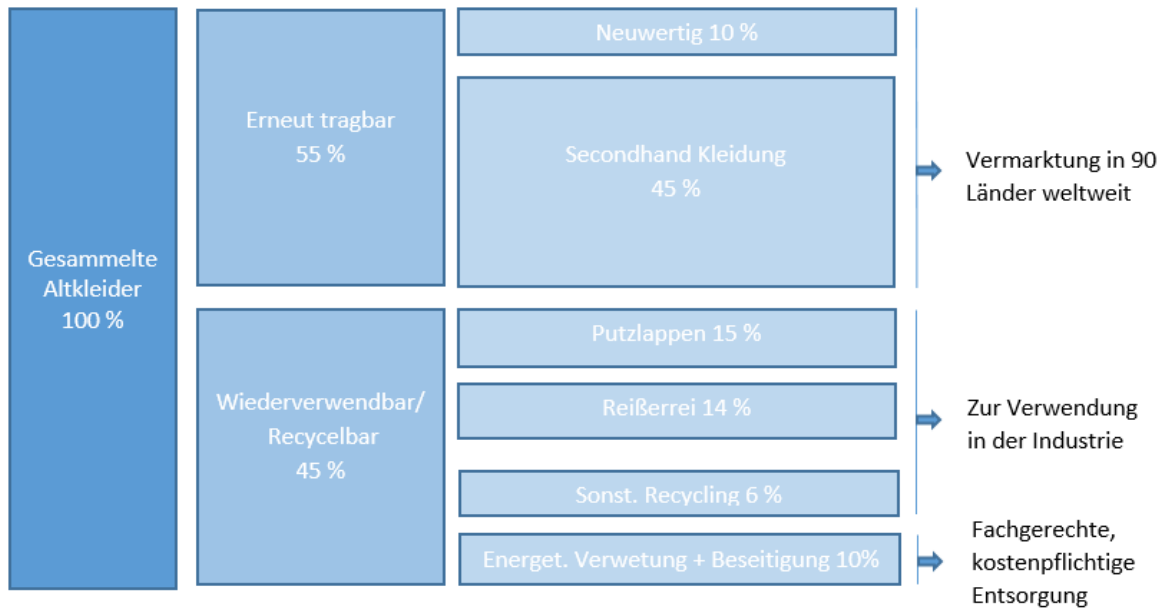 Gesammelte
Altkleider
100 %
Erneut tragbar
55 %
Wiederverwendbar/
Recycelbar
45 %
Neuwertig 10 %
Secondhand Kleidung
45 %
Putzlappen 15 %
Reißerrei 14 %
Sonst. Recycling 6 %
Energet. Verwetung + Beseitigung 10%
Vermarktung in 90
Länder weltweit
Zur Verwendung
in der Industrie
Fachgerechte,
kostenpflichtige
Entsorgung